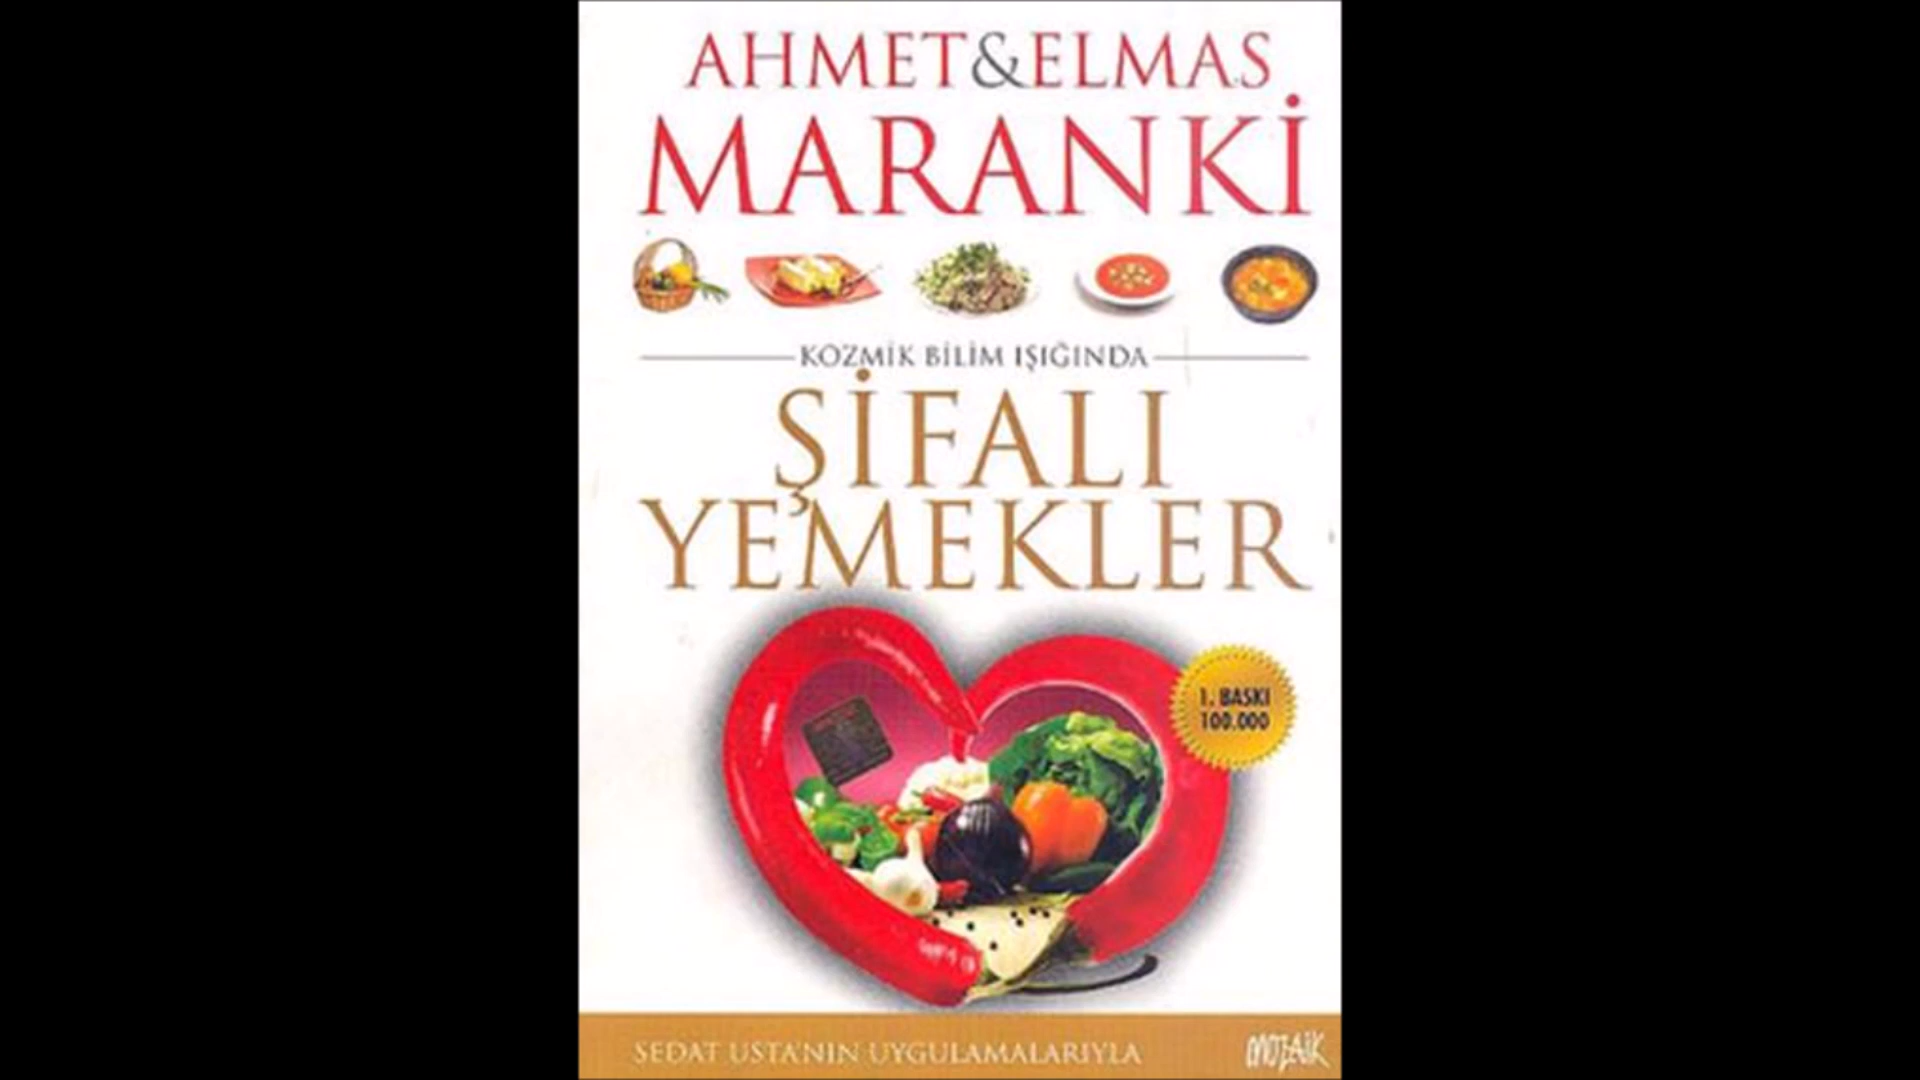 AHMET&ELMAS
MARANKİ
KOZMİK BİLİM IŞIĞINDA
ŞİFALI
YEMEKLER
1. BASKI
100.000
SEDAT USTA'NIN UYGULAMALARIYLA
MOZAİK